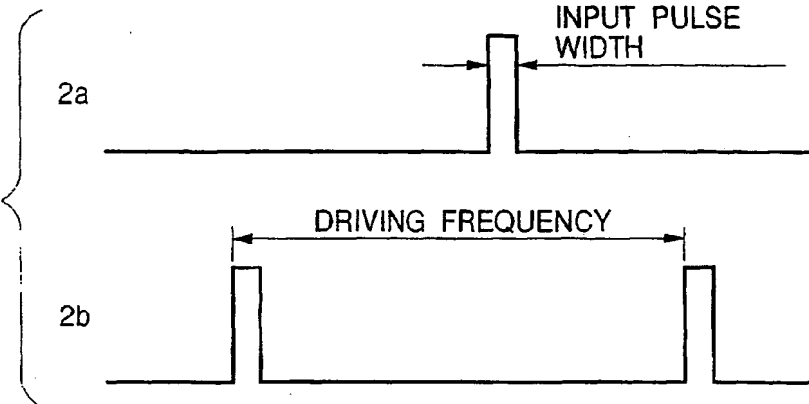 INPUT PULSE
WIDTH
2a
DRIVING FREQUENCY
2b